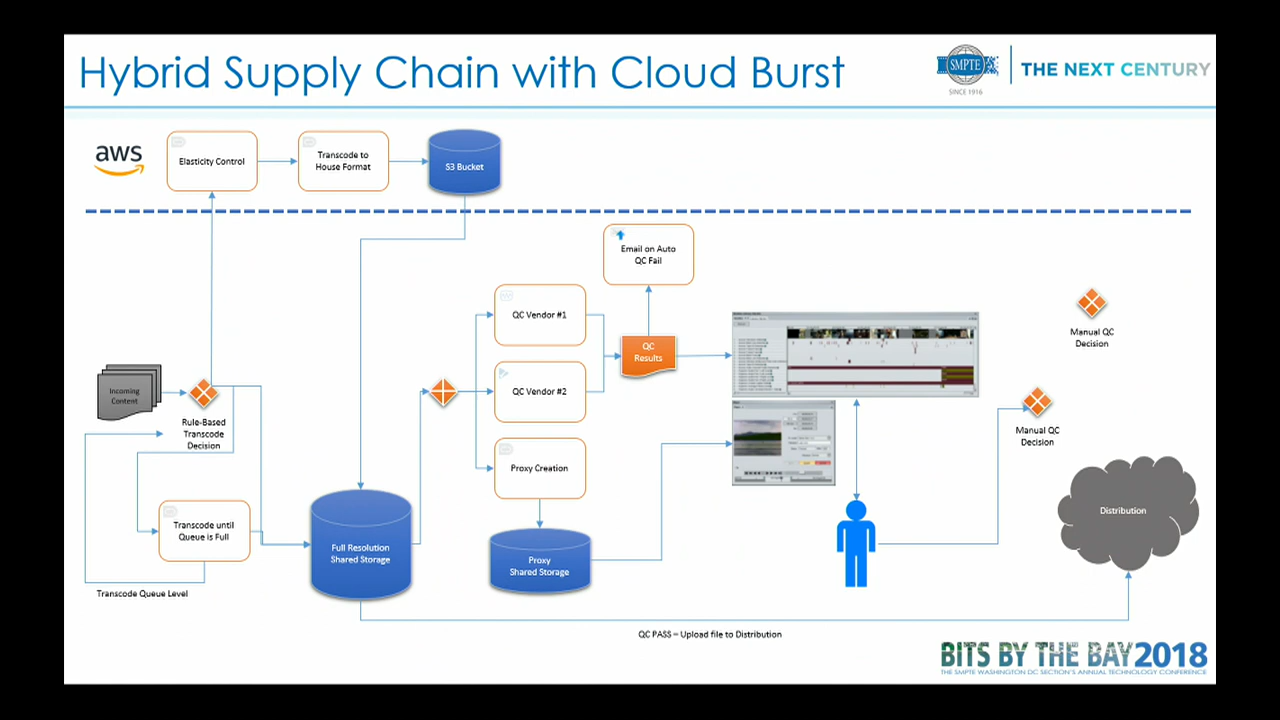 Hybrid Supply Chain with Cloud Burst
SMPTE
SINCE 1916
THE NEXT CENTURY
aws
Elasticity Control
Transcode to
House Format
S3 Bucket
Email on Auto
QC Fail
QC Vendor #1
QC
Results
Manual QC
Decision
Incoming
Content
QC Vendor #2
Rule-Based
Transcode
Decision
Manual QC
Decision
Proxy Creation
Transcode until
Queue is Full
Full Resolution
Shared Storage
Proxy
Shared Storage
Distribution
Transcode Queue Level
QC PASS – Upload file to Distribution
BITS BY THE BAY 2018
THE SMPTE WASHINGTON DC SECTION'S ANNUAL TECHNOLOGY CONFERENCE